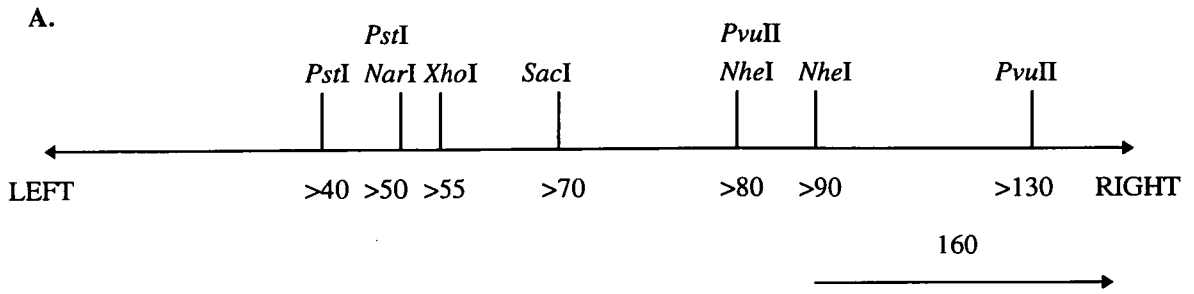 A.
PstI PvuII
PstI NarI XhoI SacI NheI NheI PvuII
LEFT >40 >50 >55 >70 >80 >90 >130 RIGHT
160